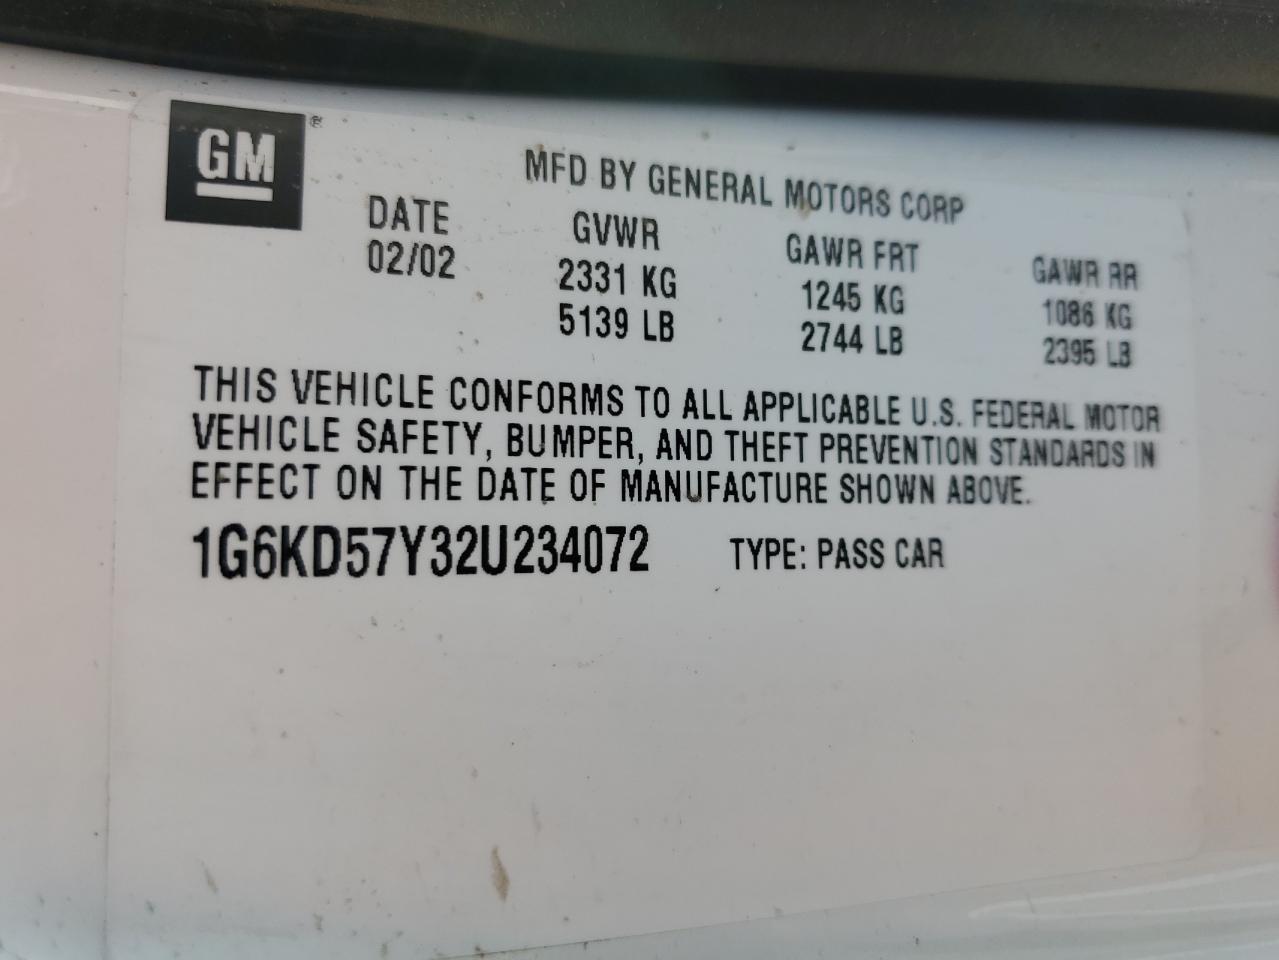 GM®
MFD BY GENERAL MOTORS CORP
DATE GVWR GAWR FRT GAWR RR
02/02 2331 KG 1245 KG 1086 KG
5139 LB 2744 LB 2395 LB
THIS VEHICLE CONFORMS TO ALL APPLICABLE U.S. FEDERAL MOTOR
VEHICLE SAFETY, BUMPER, AND THEFT PREVENTION STANDARDS IN
EFFECT ON THE DATE OF MANUFACTURE SHOWN ABOVE.
1G6KD57Y32U234072 TYPE: PASS CAR